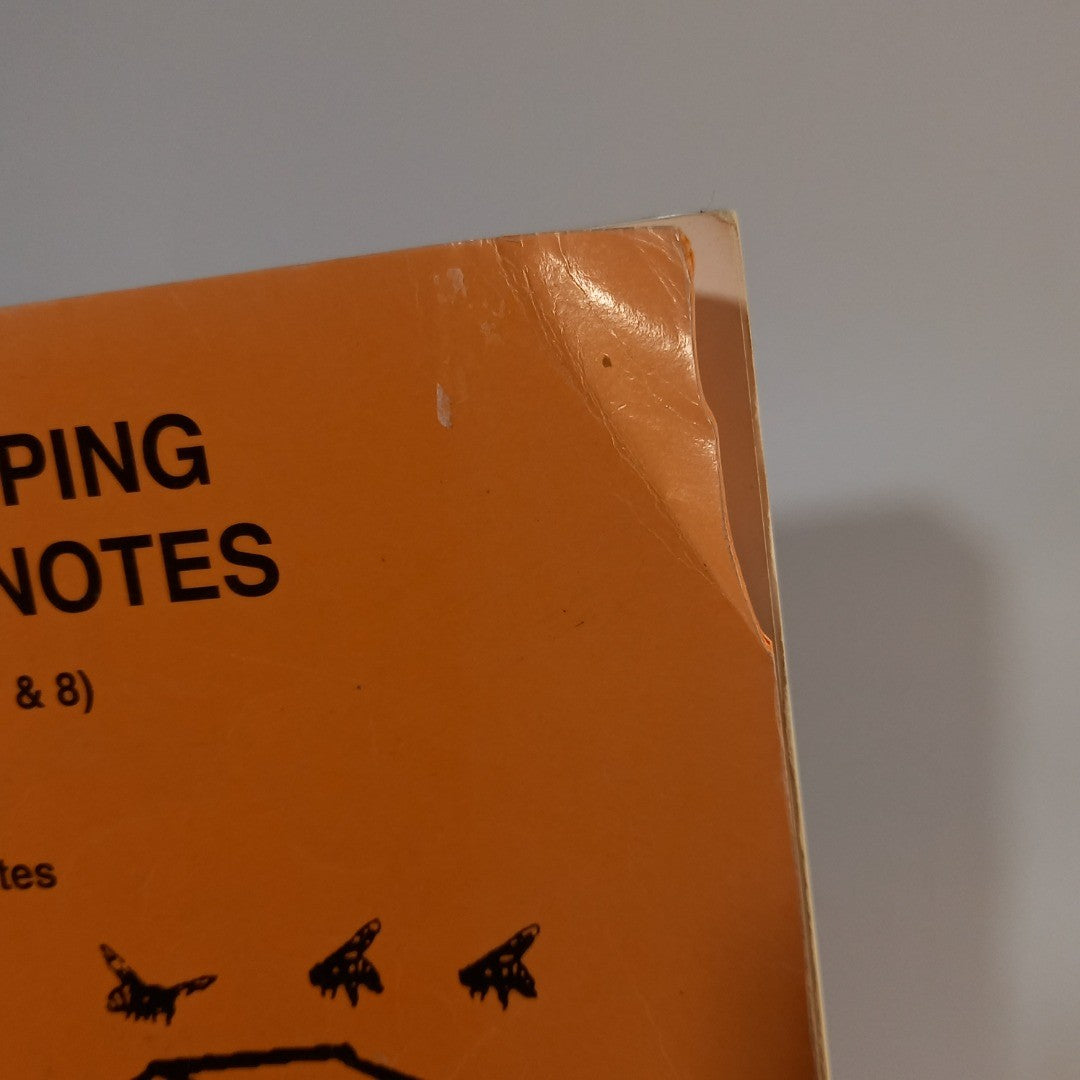 PING
NOTES
& 8)
tes